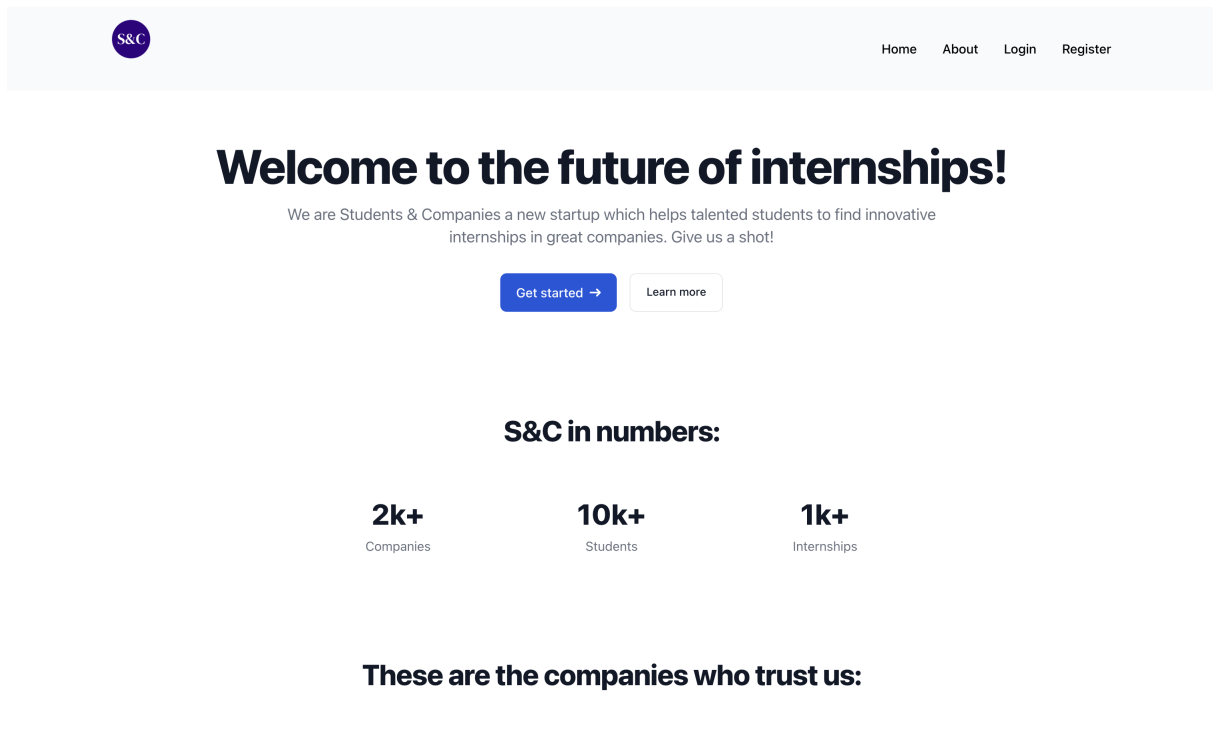 S&C
Home About Login Register
Welcome to the future of internships!
We are Students & Companies a new startup which helps talented students to find innovative
internships in great companies. Give us a shot!
Get started → Learn more
S&C in numbers:
2k+ 10k+ 1k+
Companies Students Internships
These are the companies who trust us: